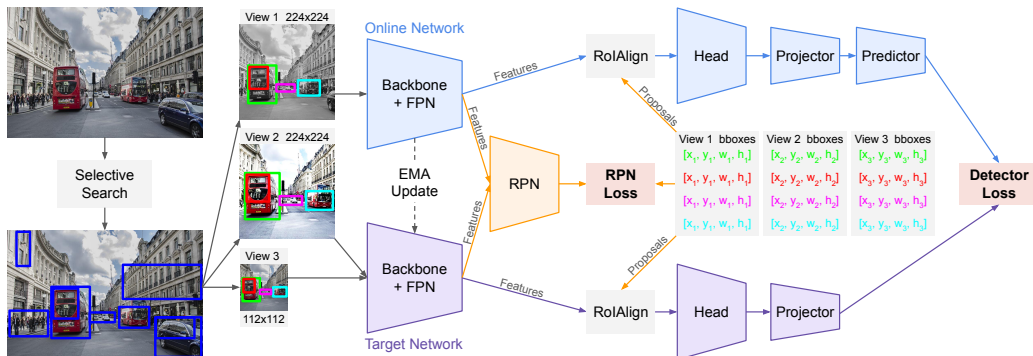 View 1 224x224
Online Network
Backbone
+ FPN
Features
RoIAlign
Head
Projector
Predictor
Features
Proposals
View 2 224x224
Selective
Search
EMA
Update
RPN
RPN
Loss
View 1 bboxes
[x₁, y₁, w₁, h₁]
[x₁, y₁, w₁, h₁]
[x₁, y₁, w₁, h₁]
[x₁, y₁, w₁, h₁]
View 2 bboxes
[x₂, y₂, w₂, h₂]
[x₂, y₂, w₂, h₂]
[x₂, y₂, w₂, h₂]
[x₂, y₂, w₂, h₂]
View 3 bboxes
[x₃, y₃, w₃, h₃]
[x₃, y₃, w₃, h₃]
[x₃, y₃, w₃, h₃]
[x₃, y₃, w₃, h₃]
Detector
Loss
View 3
112x112
Backbone
+ FPN
Features
Features
Proposals
RoIAlign
Head
Projector
Target Network